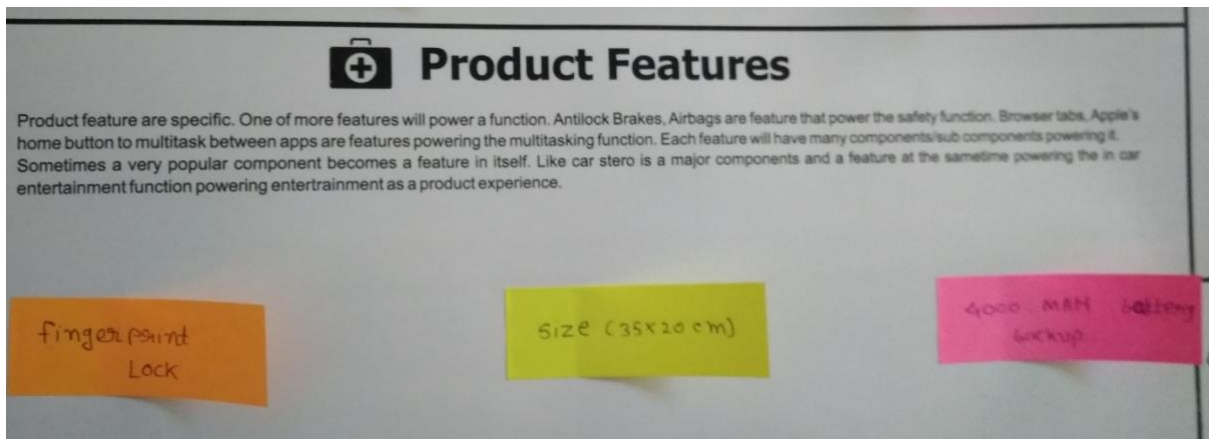 Product Features
Product feature are specific. One of more features will power a function. Antilock Brakes, Airbags are feature that power the safety function. Browser tabs, Apple's
home button to multitask between apps are features powering the multitasking function. Each feature will have many components/sub components powering it.
Sometimes a very popular component becomes a feature in itself. Like car stero is a major components and a feature at the sametime powering the in car
entertainment function powering entertrainment as a product experience.
fingerprint
Lock
Size (35x20 cm)
4000 MAH battery
backup